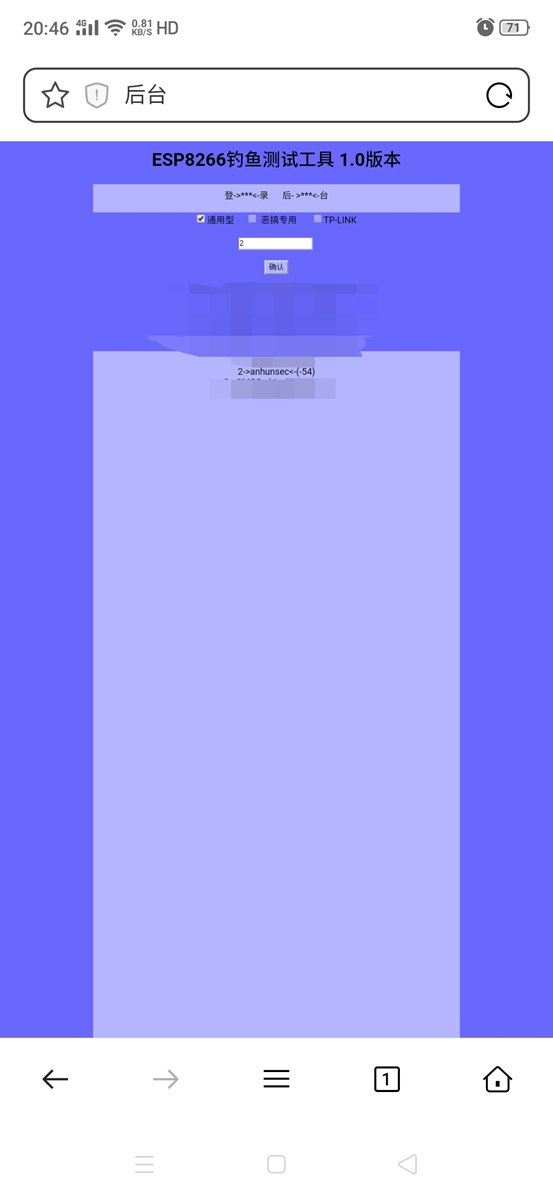 20:46 4G 0.81 KB/S HD 71
后台
ESP8266钓鱼测试工具 1.0版本
登->***<-录 后- >***<-台
通用型 恶搞专用 TP-LINK
2
确认
2->anhunsec<-(-54)
1